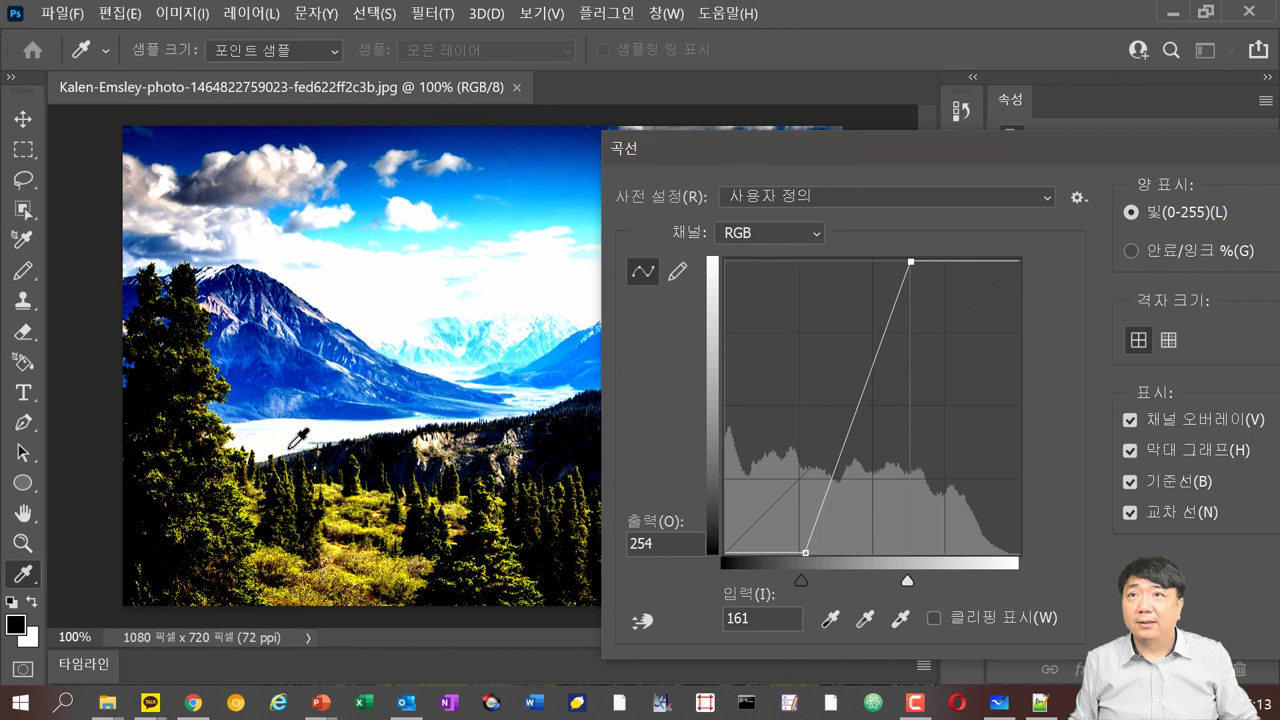 Ps 파일(F) 편집(E) 이미지(I) 레이어(L) 문자(Y) 선택(S) 필터(T) 3D(D) 보기(V) 플러그인 창(W) 도움말(H)
샘플 크기: 포인트 샘플 샘플: 모든 레이어 샘플링 링 표시
Kalen-Emsley-photo-1464822759023-fed622ff2c3b.jpg @ 100% (RGB/8)
속성
곡선
사전 설정(R): 사용자 정의
채널: RGB
양 표시:
빛(0-255)(L)
안료/잉크 %(G)
격자 크기:
표시:
채널 오버레이(V)
막대 그래프(H)
기준선(B)
교차 선(N)
출력(O):
254
입력(I):
161
클리핑 표시(W)
100% 1080 픽셀 x 720 픽셀 (72 ppi)
타임라인